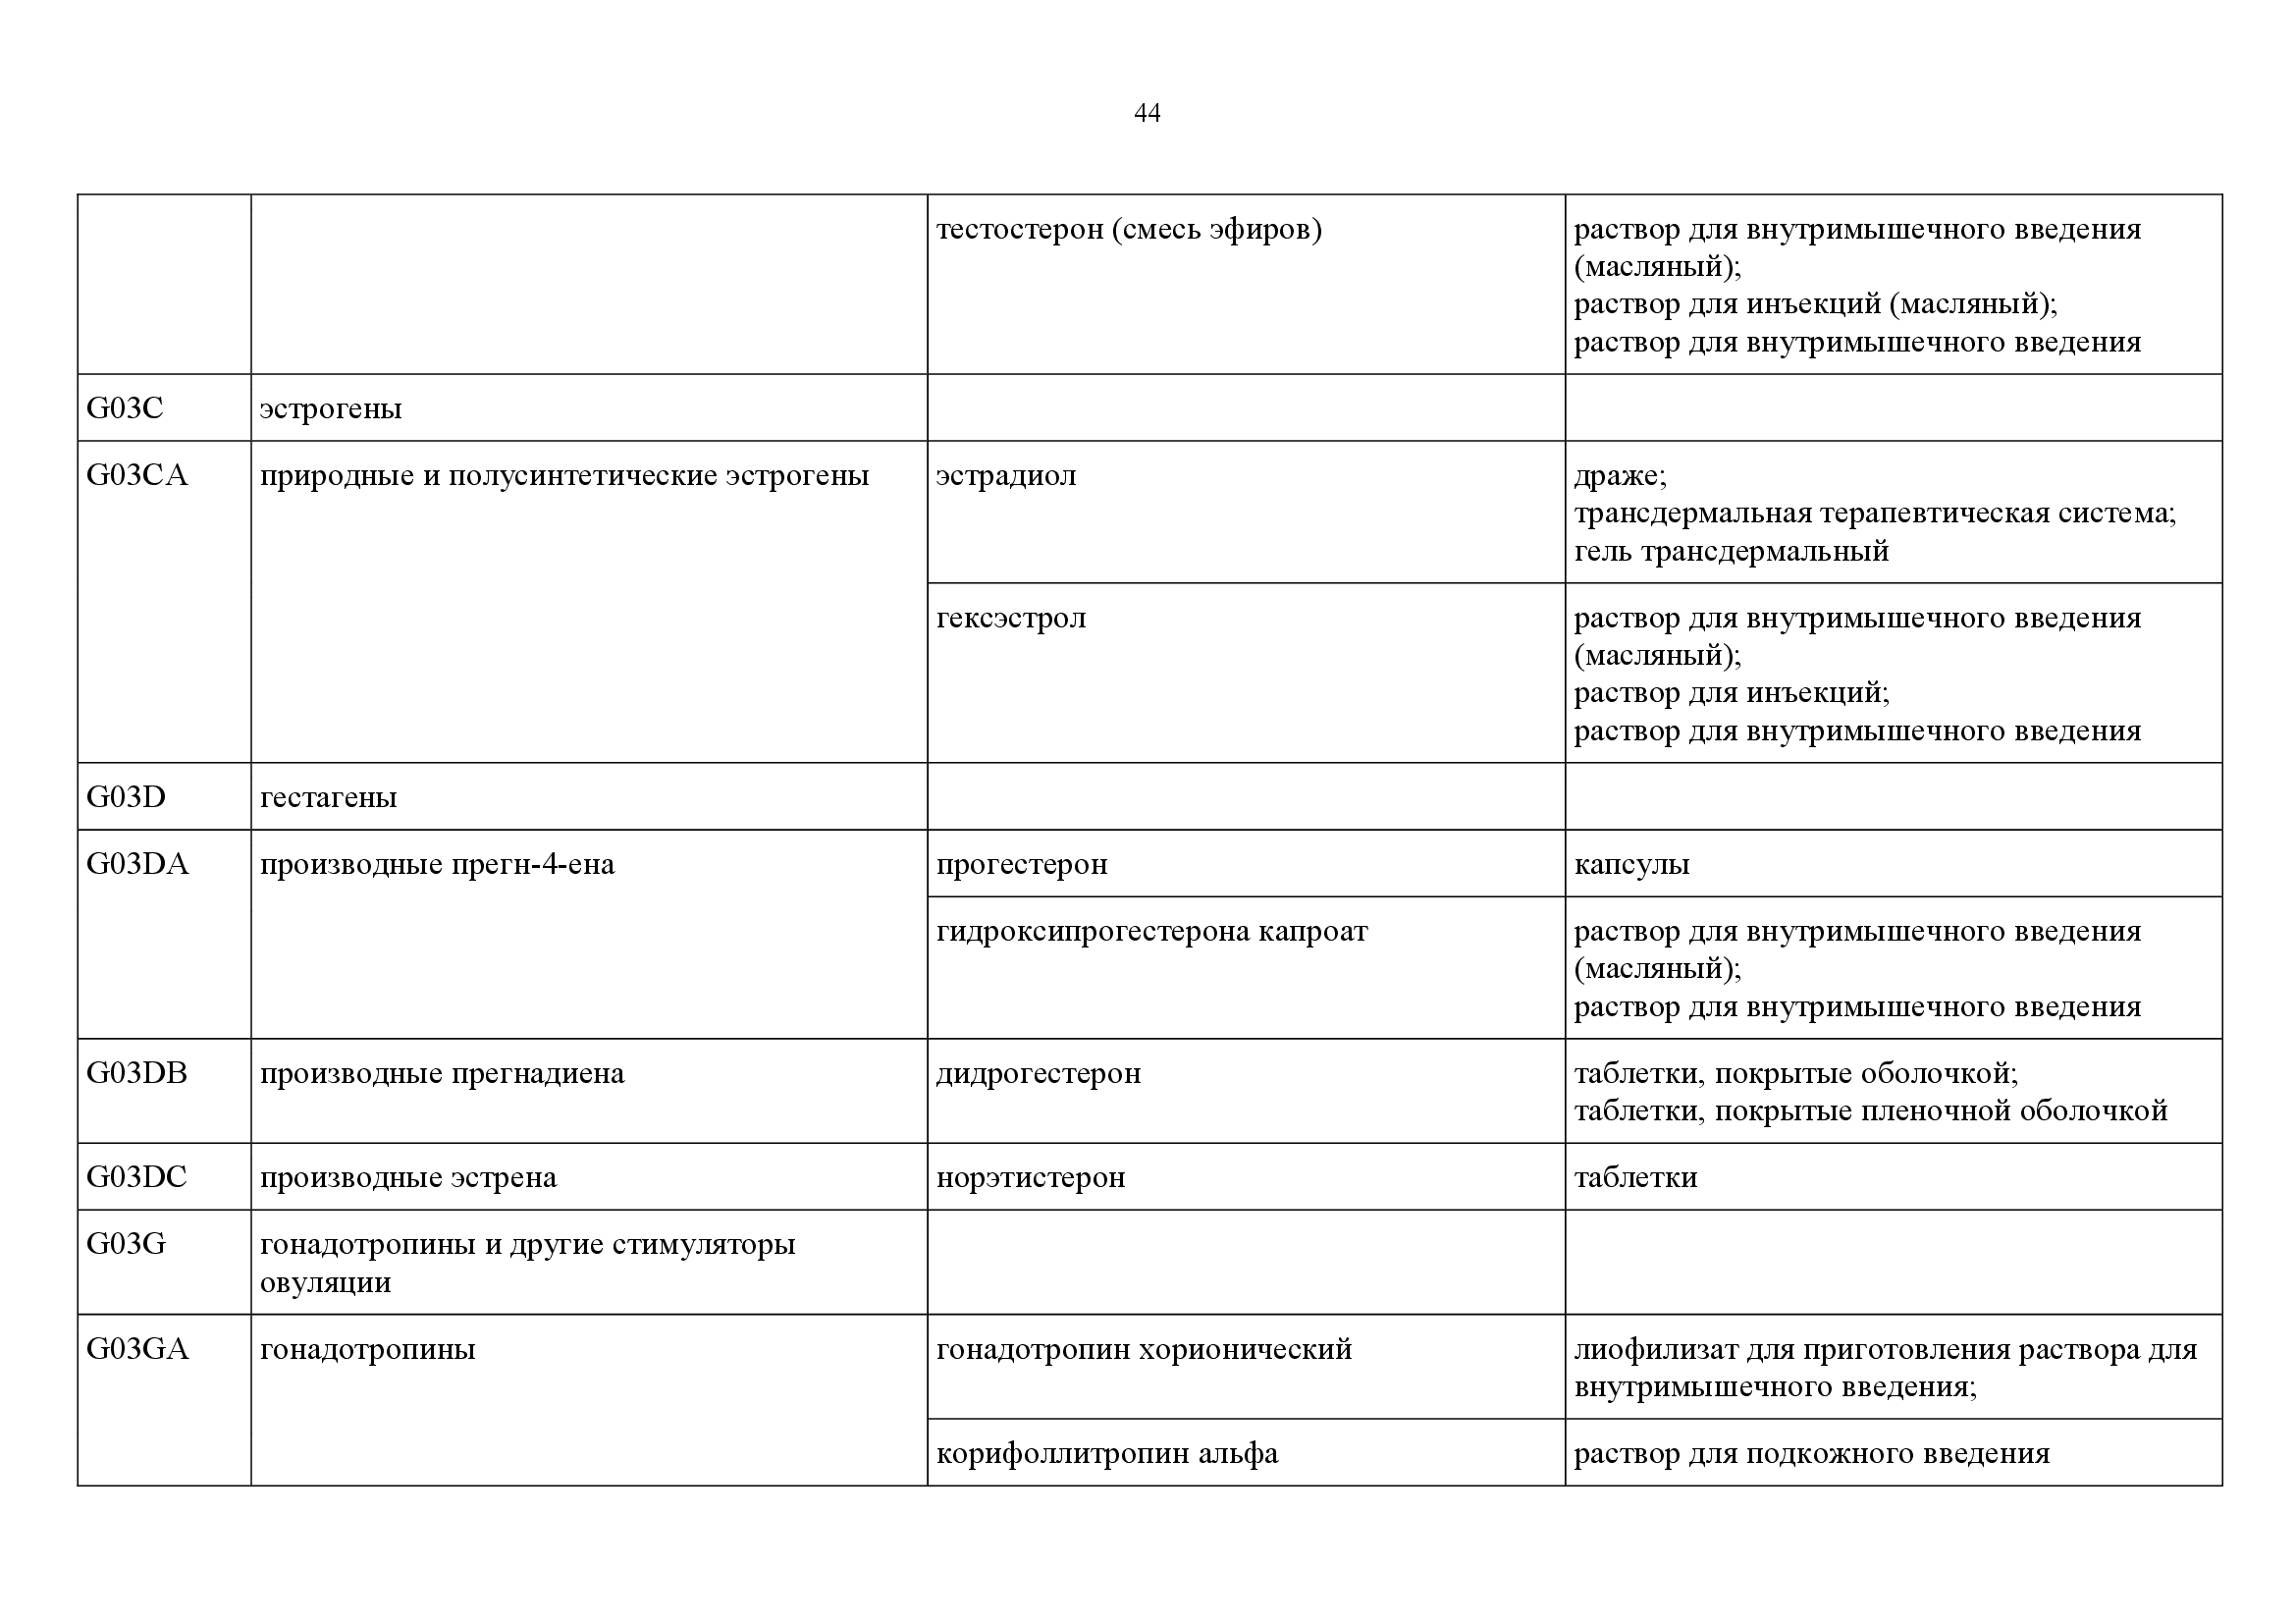 44
тестостерон (смесь эфиров)
раствор для внутримышечного введения
(масляный);
раствор для инъекций (масляный);
раствор для внутримышечного введения
G03C
эстрогены
G03CA
природные и полусинтетические эстрогены
эстрадиол
драже;
трансдермальная терапевтическая система;
гель трансдермальный
гексэстрол
раствор для внутримышечного введения
(масляный);
раствор для инъекций;
раствор для внутримышечного введения
G03D
гестагены
G03DA
производные прегн-4-ена
прогестерон
капсулы
гидроксипрогестерона капроат
раствор для внутримышечного введения
(масляный);
раствор для внутримышечного введения
G03DB
производные прегнадиена
дидрогестерон
таблетки, покрытые оболочкой;
таблетки, покрытые пленочной оболочкой
G03DC
производные эстрена
норэтистерон
таблетки
G03G
гонадотропины и другие стимуляторы
овуляции
G03GA
гонадотропины
гонадотропин хорионический
лиофилизат для приготовления раствора для
внутримышечного введения;
корифоллитропин альфа
раствор для подкожного введения